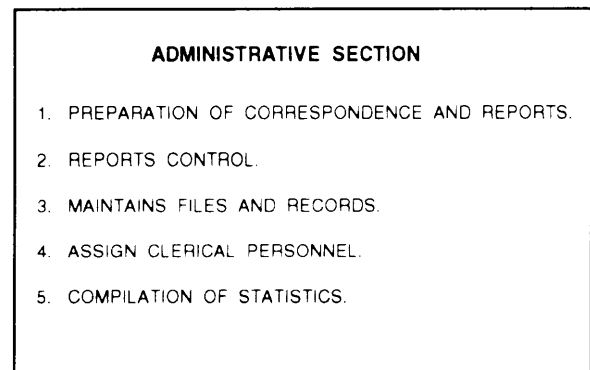 ADMINISTRATIVE SECTION
1. PREPARATION OF CORRESPONDENCE AND REPORTS.
2. REPORTS CONTROL.
3. MAINTAINS FILES AND RECORDS.
4. ASSIGN CLERICAL PERSONNEL.
5. COMPILATION OF STATISTICS.